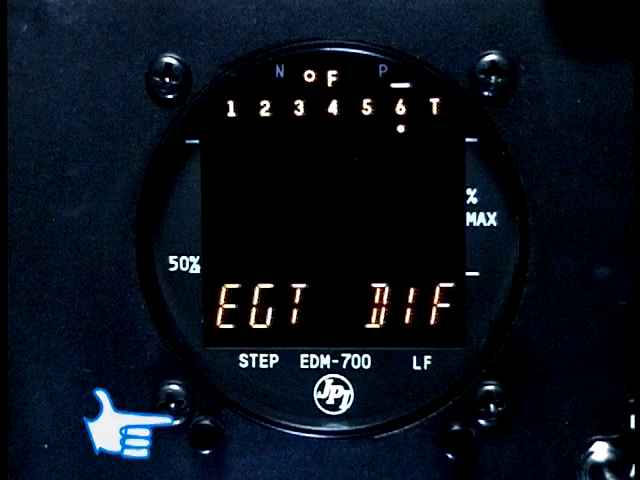 N °F P
1 2 3 4 5 6 T
%
MAX
50%
EGT DIF
STEP EDM-700 LF
JPI